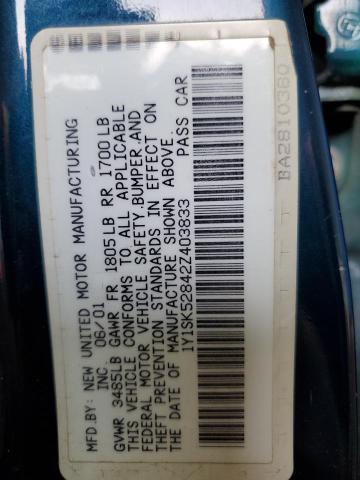 MFD.BY: NEW UNITED MOTOR MANUFACTURING
INC 06/01
GVWR 3485LB GAWR FR 1805LB RR 1700LB
THIS VEHICLE CONFORMS TO ALL APPLICABLE
FEDERAL MOTOR VEHICLE SAFETY,BUMPER,AND
THEFT PREVENTION STANDARDS IN EFFECT ON
THE DATE OF MANUFACTURE SHOWN ABOVE.
1Y1SK52842Z403833 PASS CAR
BA2810380